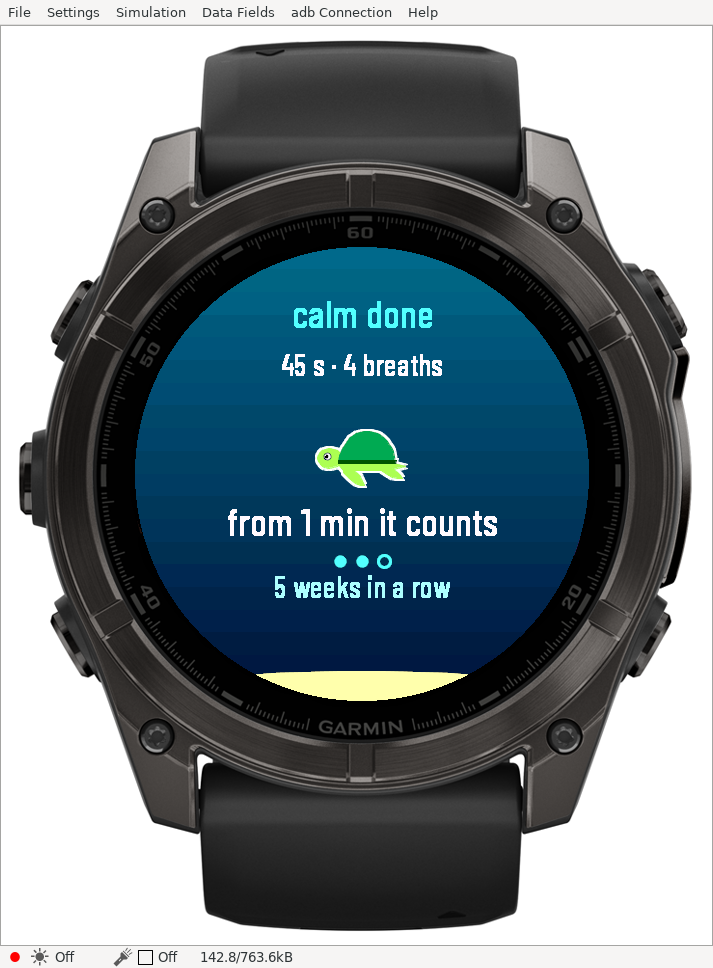 File Settings Simulation Data Fields adb Connection Help
60
50
calm done
45 s · 4 breaths
from 1 min it counts
5 weeks in a row
40
20
GARMIN
Off Off 142.8/763.6kB